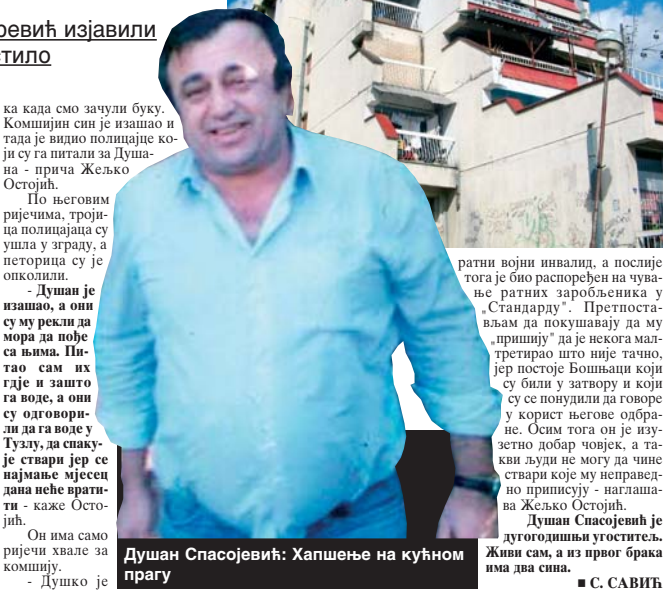 ревић изјавили
стило
ка када смо зачули буку.
Комшијин син је изашао и
тада је видио полицајце ко-
ји су га питали за Душа-
на - прича Жељко
Остојић.
По његовим
ријечима, троји-
ца полицајаца су
ушла у зграду, а
петорица су је
опколили.
- Душан је
изашао, а они
су му рекли да
мора да пође
са њима. Пи-
тао сам их
гдје и зашто
га воде, а они
су одговори-
ли да га воде у
Тузлу, да спаку-
је ствари јер се
најмање мјесец
дана неће врати-
ти - каже Осто-
јић.
Он има само
ријечи хвале за
комшију.
- Душко је
ратни војни инвалид, а послије
тога је био распоређен на чува-
ње ратних заробљеника у
„Стандарду". Претпоста-
вљам да покушавају да му
„пришију" да је некога мал-
третирао што није тачно,
јер постоје Бошњаци који
су били у затвору и који
су се понудили да говоре
у корист његове одбра-
не. Осим тога он је изу-
зетно добар човјек, а та-
кви људи не могу да чине
ствари које му неправед-
но приписују - наглаша-
ва Жељко Остојић.
Душан Спасојевић је
дугогодишњи угоститељ.
Живи сам, а из првог брака
има два сина.
■ С. САВИЋ
Душан Спасојевић: Хапшење на кућном
прагу